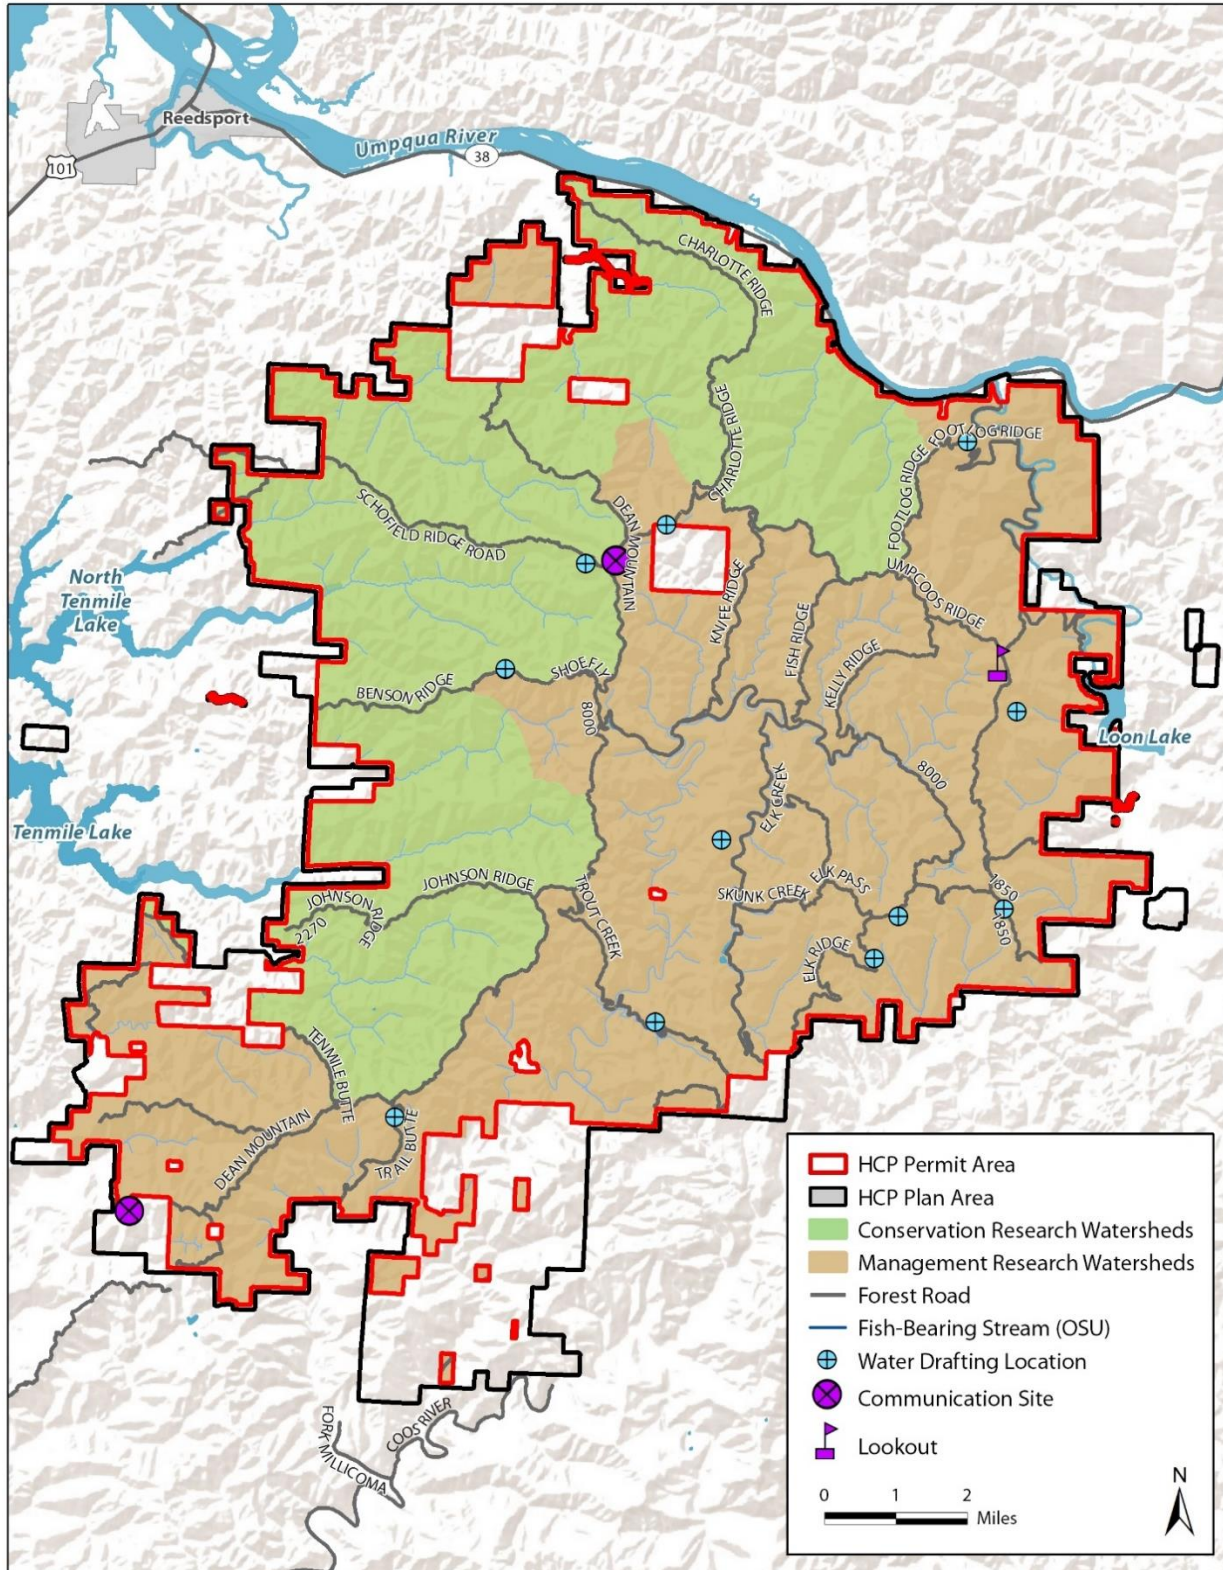 Reedsport
Umpqua River
38
101
CHARLOTTE RIDGE
CHARLOTTE RIDGE
CHARLOTTE RIDGE
FOOTLOG RIDGE
FOOTLOG RIDGE
SCHOFIELD RIDGE ROAD
DEAN MOUNTAIN
UMPCOOS RIDGE
North
Tenmile
Lake
KNIFE RIDGE
FISH RIDGE
KELLY RIDGE
SHOEFLY
BENSON RIDGE
8000
Loon Lake
8000
ELK CREEK
Tenmile Lake
JOHNSON RIDGE
JOHNSON RIDGE
2270
TROUT CREEK
SKUNK CREEK
ELK PASS
1850
1850
ELK RIDGE
TENMILE BUTTE
DEAN MOUNTAIN
TRAIL BUTTE
COOS RIVER
FORK MILLICOMA
HCP Permit Area
HCP Plan Area
Conservation Research Watersheds
Management Research Watersheds
Forest Road
Fish-Bearing Stream (OSU)
Water Drafting Location
Communication Site
Lookout
N
0 1 2
Miles